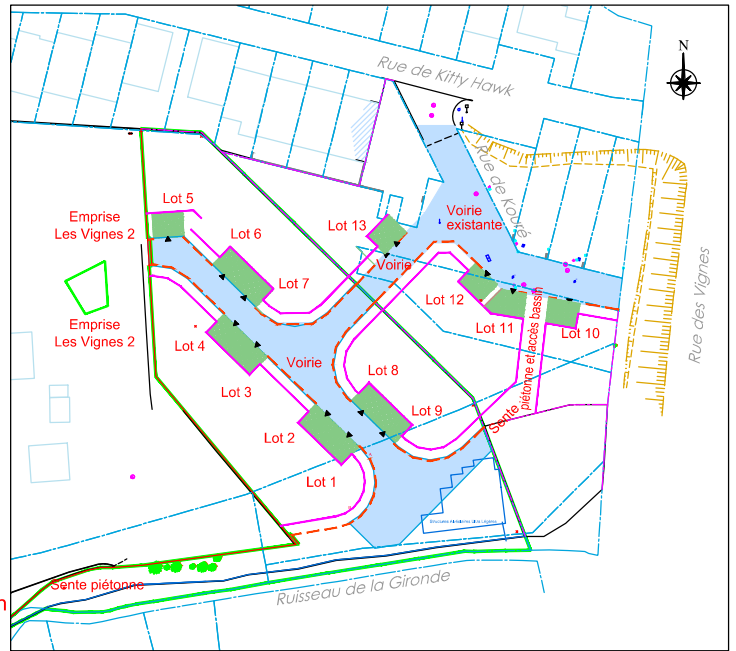 Rue de Kitty Hawk
N
Rue de Kouré
Lot 5
Emprise
Les Vignes 2
Lot 6
Lot 13
Voirie
existante
Voirie
Lot 7
Lot 12
Emprise
Les Vignes 2
Lot 11
Lot 10
Rue des Vignes
Lot 4
Voirie
Lot 3
Lot 8
Lot 9
Sente
piétonne et accès bassin
Lot 2
Lot 1
Sente piétonne
Ruisseau de la Gironde